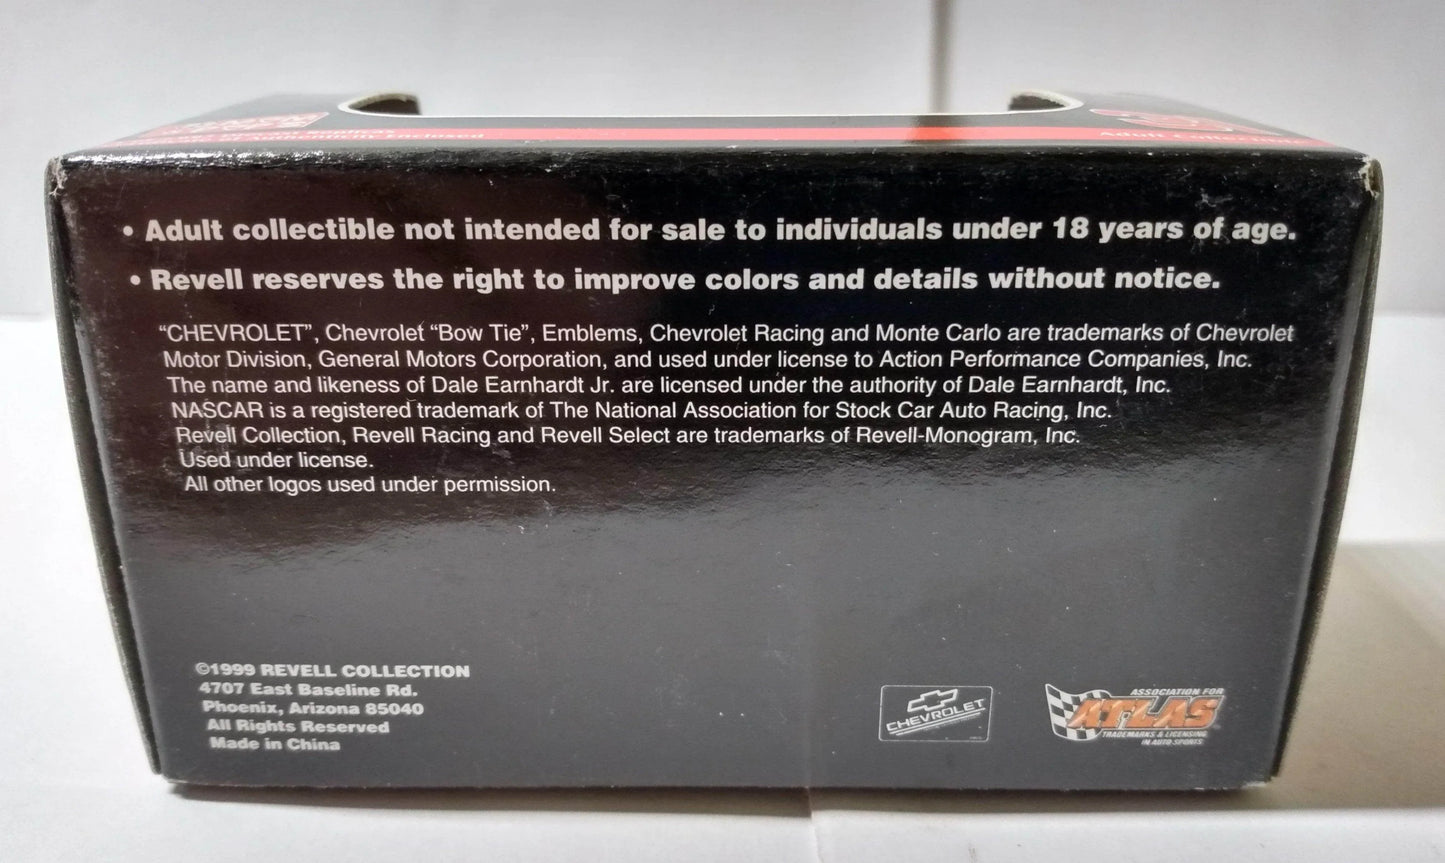 Replicas
Enclosed
Adult Collectible
• Adult collectible not intended for sale to individuals under 18 years of age.
• Revell reserves the right to improve colors and details without notice.
“CHEVROLET”, Chevrolet “Bow Tie”, Emblems, Chevrolet Racing and Monte Carlo are trademarks of Chevrolet
Motor Division, General Motors Corporation, and used under license to Action Performance Companies, Inc.
The name and likeness of Dale Earnhardt Jr. are licensed under the authority of Dale Earnhardt, Inc.
NASCAR is a registered trademark of The National Association for Stock Car Auto Racing, Inc.
Revell Collection, Revell Racing and Revell Select are trademarks of Revell-Monogram, Inc.
Used under license.
All other logos used under permission.
©1999 REVELL COLLECTION
4707 East Baseline Rd.
Phoenix, Arizona 85040
All Rights Reserved
Made in China
CHEVROLET
ASSOCIATION FOR
ATLAS
TRADEMARKS & LICENSING
IN AUTO SPORTS